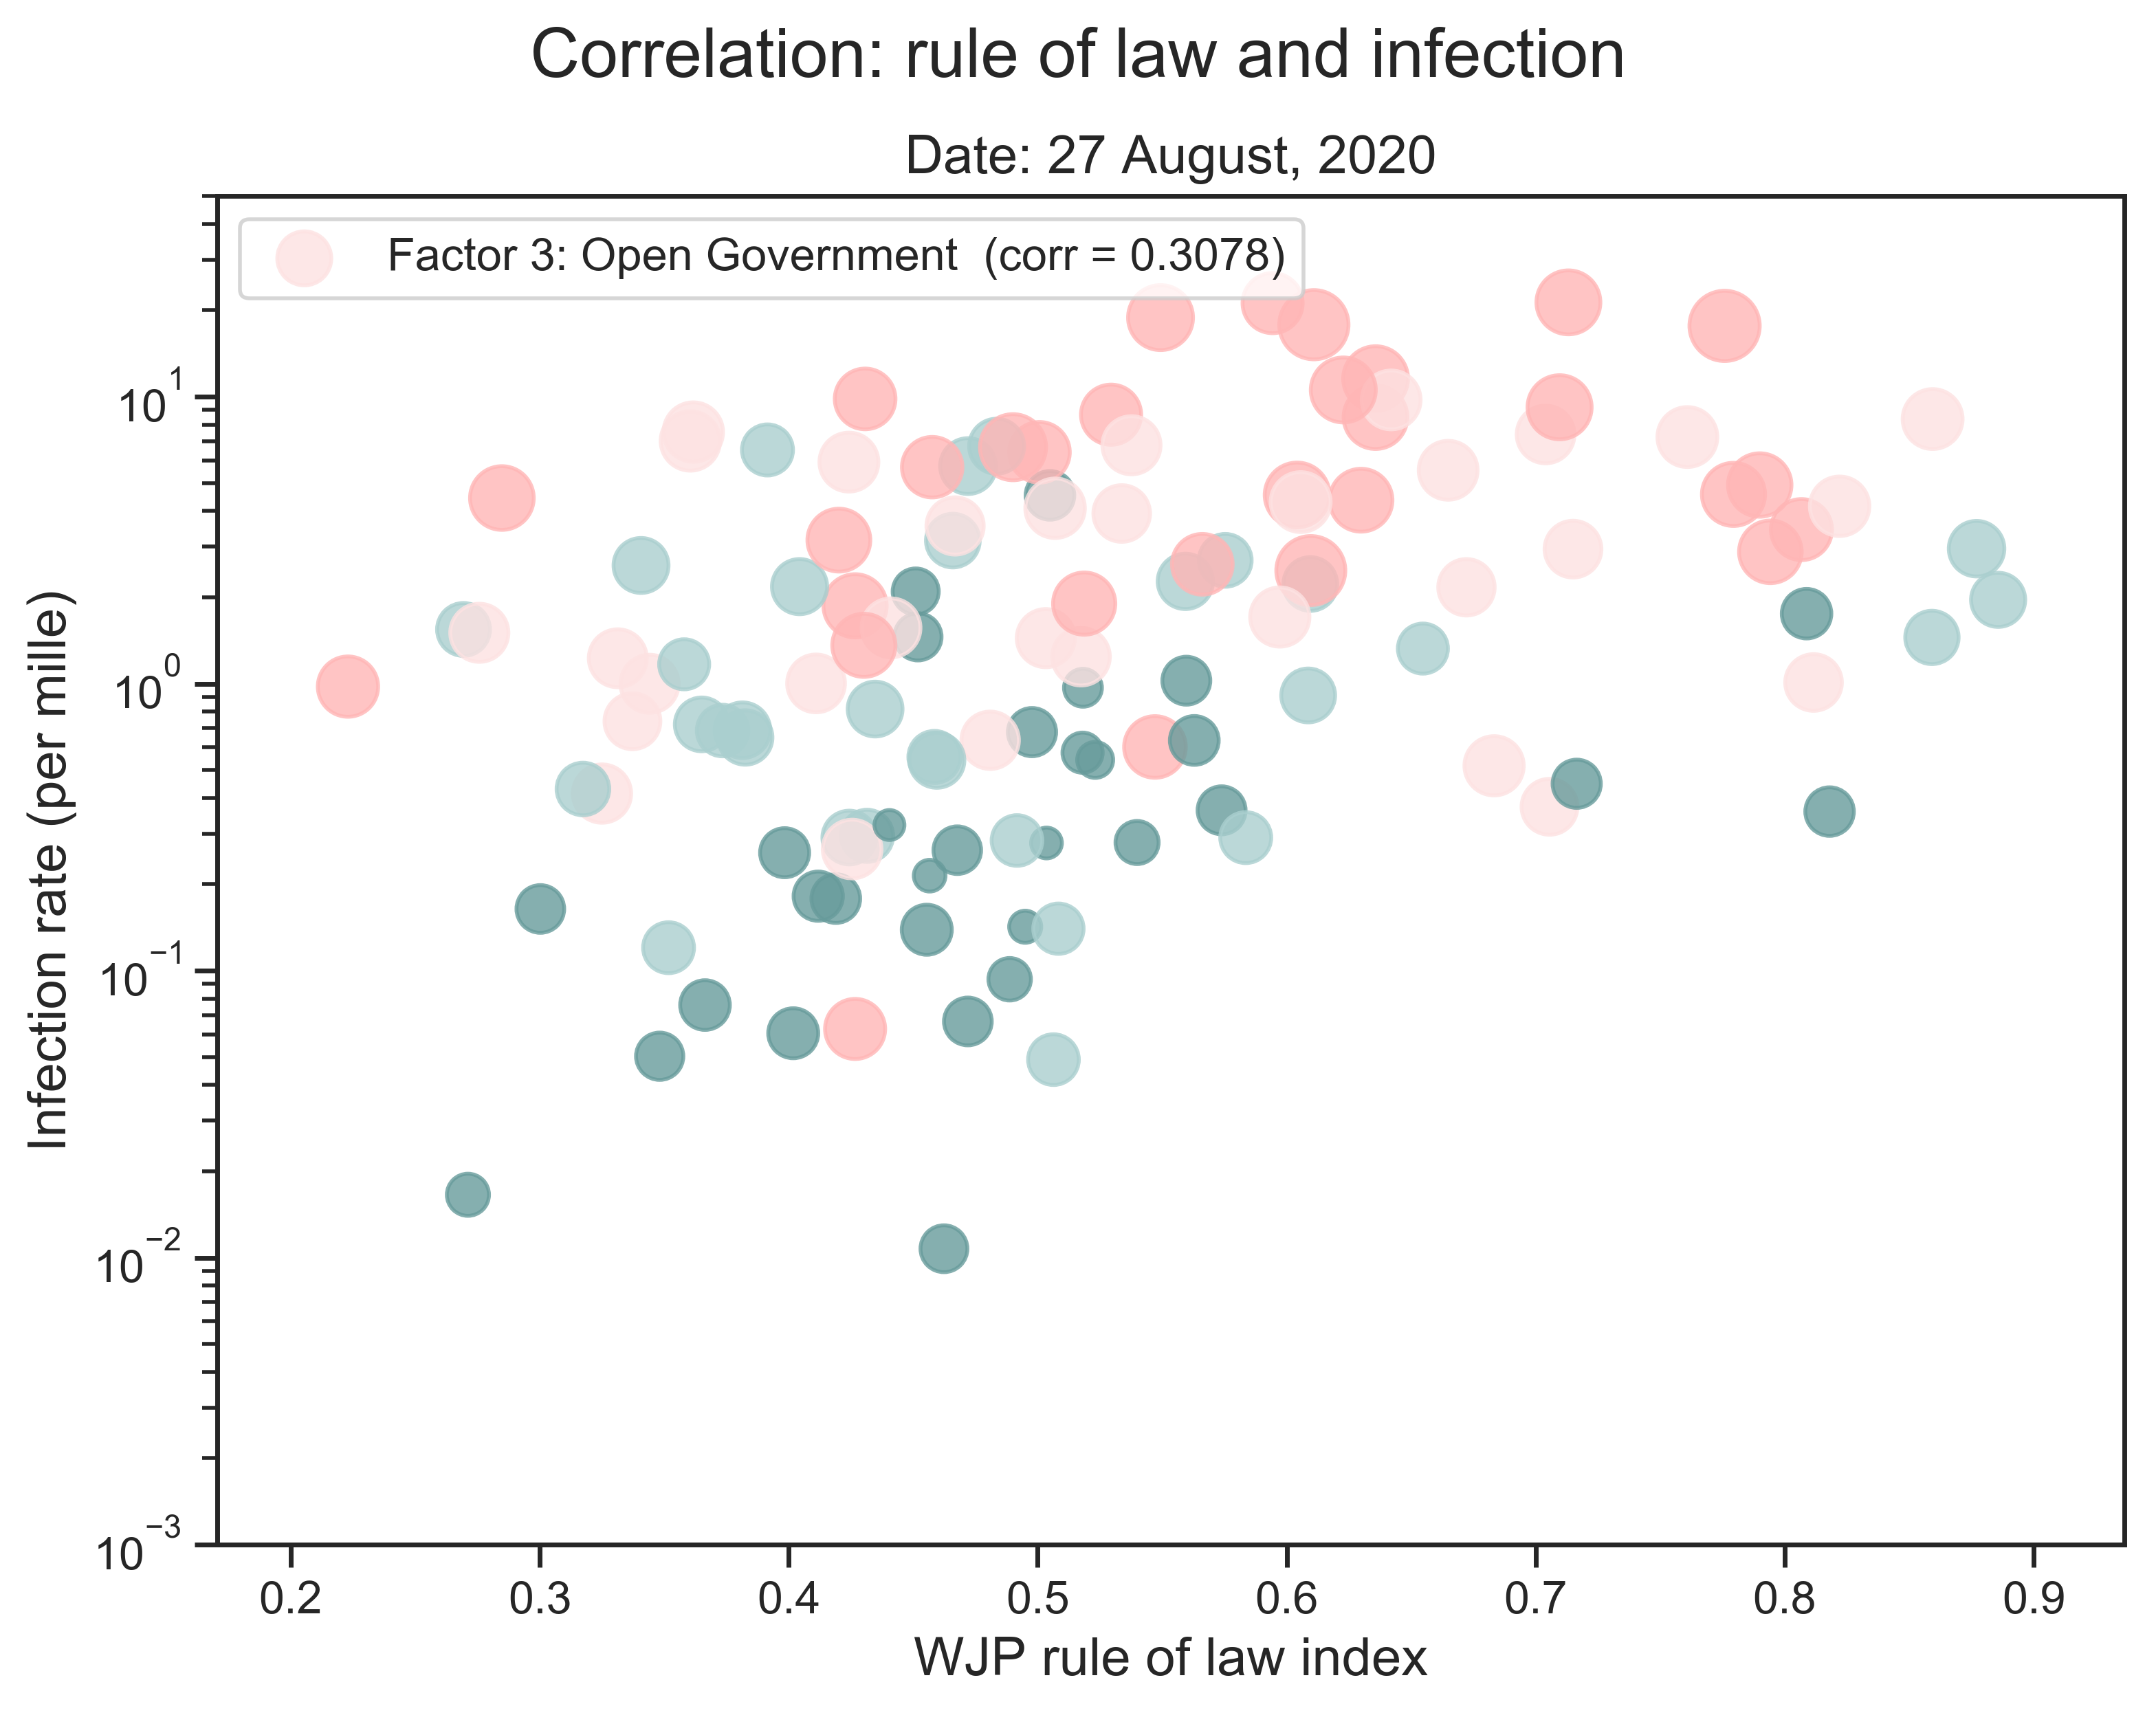 Correlation: rule of law and infection
Date: 27 August, 2020
Factor 3: Open Government (corr = 0.3078)
Infection rate (per mille)
10^1
10^0
10^−1
10^−2
10^−3
0.2 0.3 0.4 0.5 0.6 0.7 0.8 0.9
WJP rule of law index